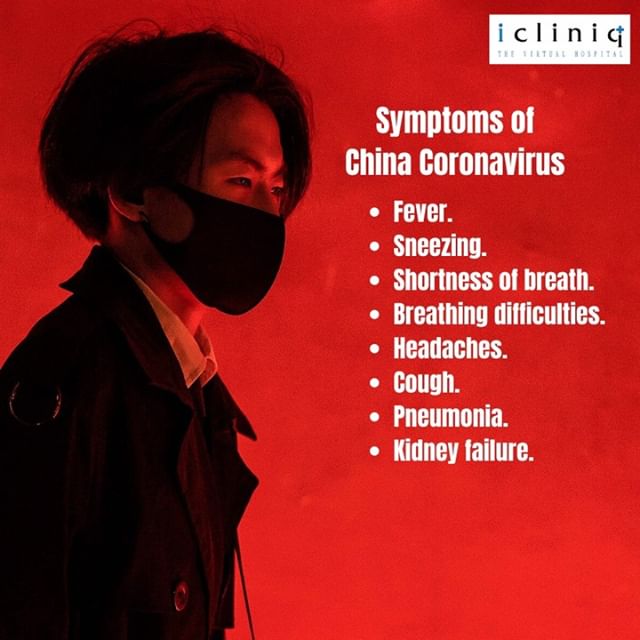 icliniq
THE VIRTUAL HOSPITAL
Symptoms of
China Coronavirus
• Fever.
• Sneezing.
• Shortness of breath.
• Breathing difficulties.
• Headaches.
• Cough.
• Pneumonia.
• Kidney failure.